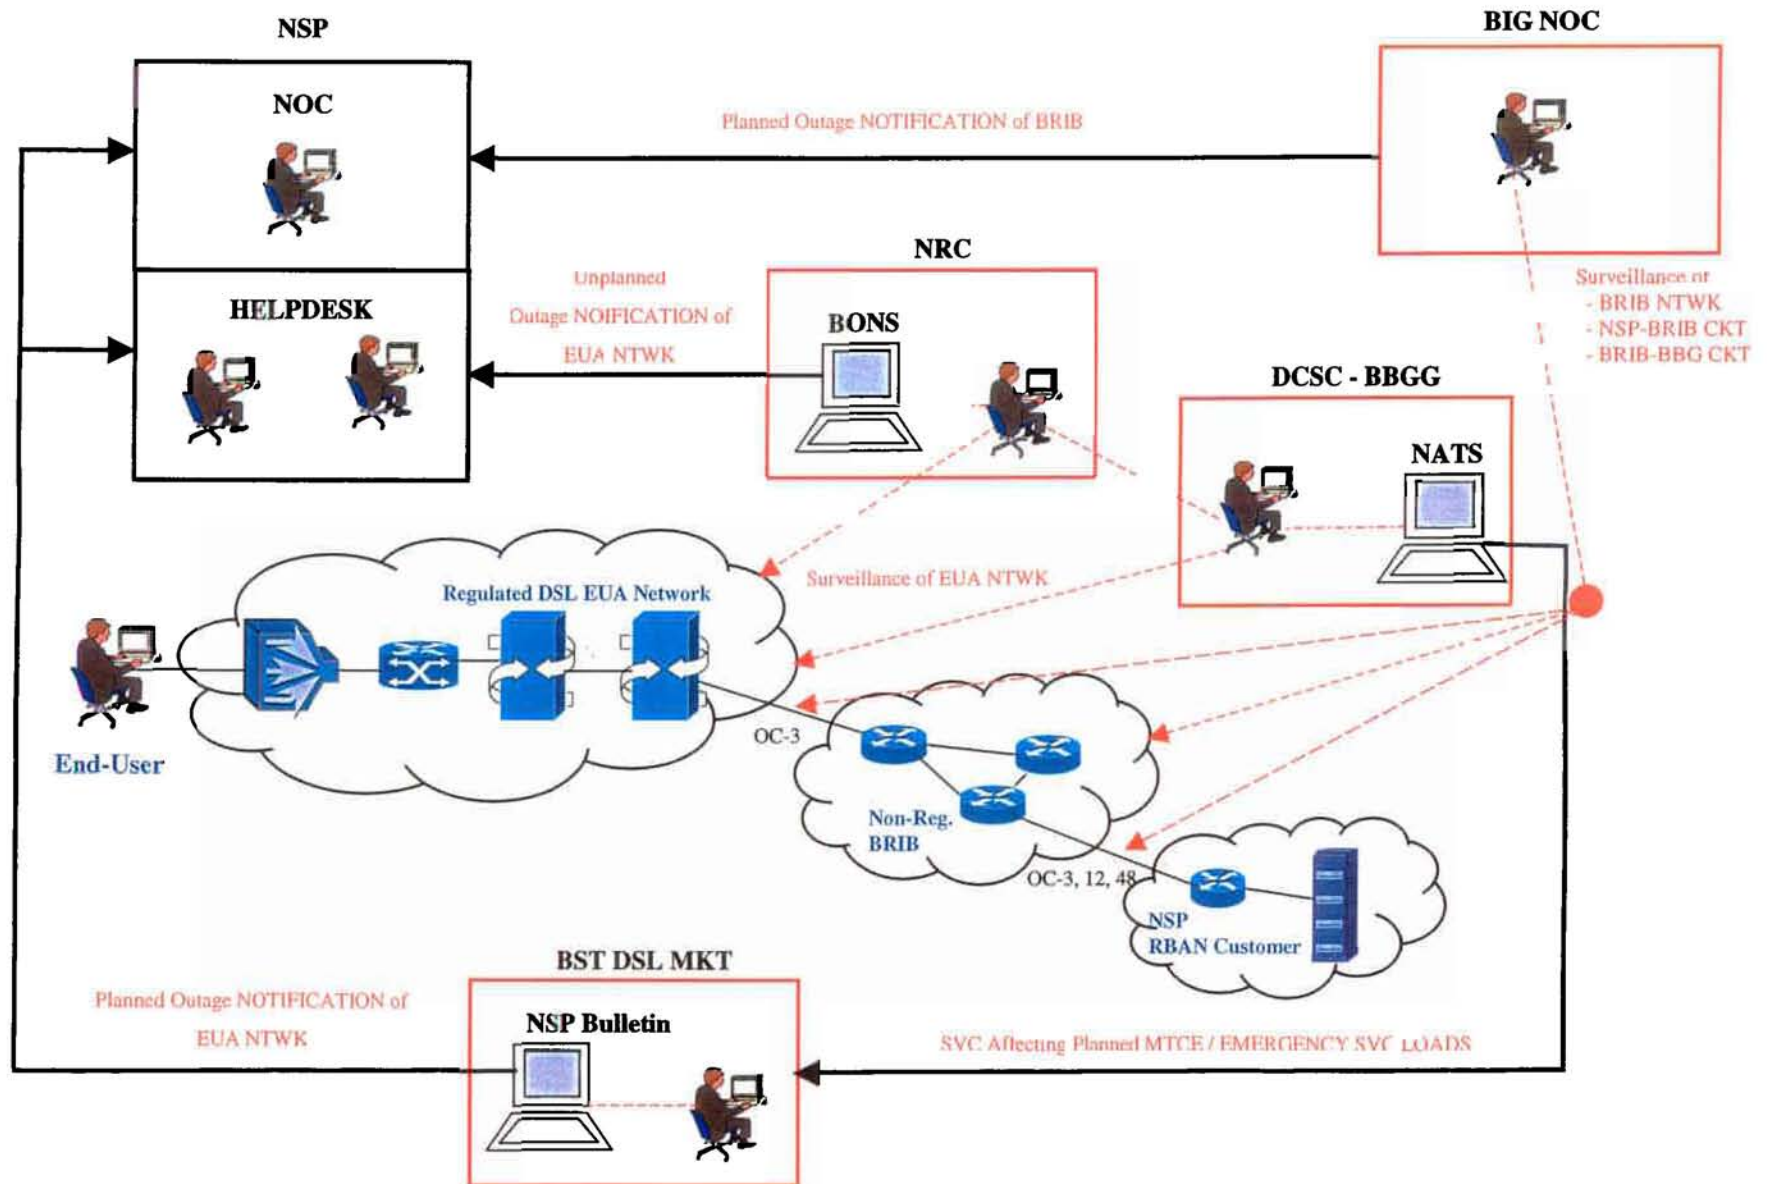 NSP
BIG NOC
NOC
Planned Outage NOTIFICATION of BRIB
NRC
Unplanned
Outage NOIFICATION of
EUA NTWK
HELPDESK
BONS
Surveillance of
- BRIB NTWK
- NSP-BRIB CKT
- BRIB-BBG CKT
DCSC - BBGG
NATS
Regulated DSL EUA Network
Surveillance of EUA NTWK
End-User
OC-3
Non-Reg.
BRIB
OC-3, 12, 48
NSP
RBAN Customer
BST DSL MKT
Planned Outage NOTIFICATION of
EUA NTWK
NSP Bulletin
SVC Affecting Planned MTCE / EMERGENCY SVC LOADS